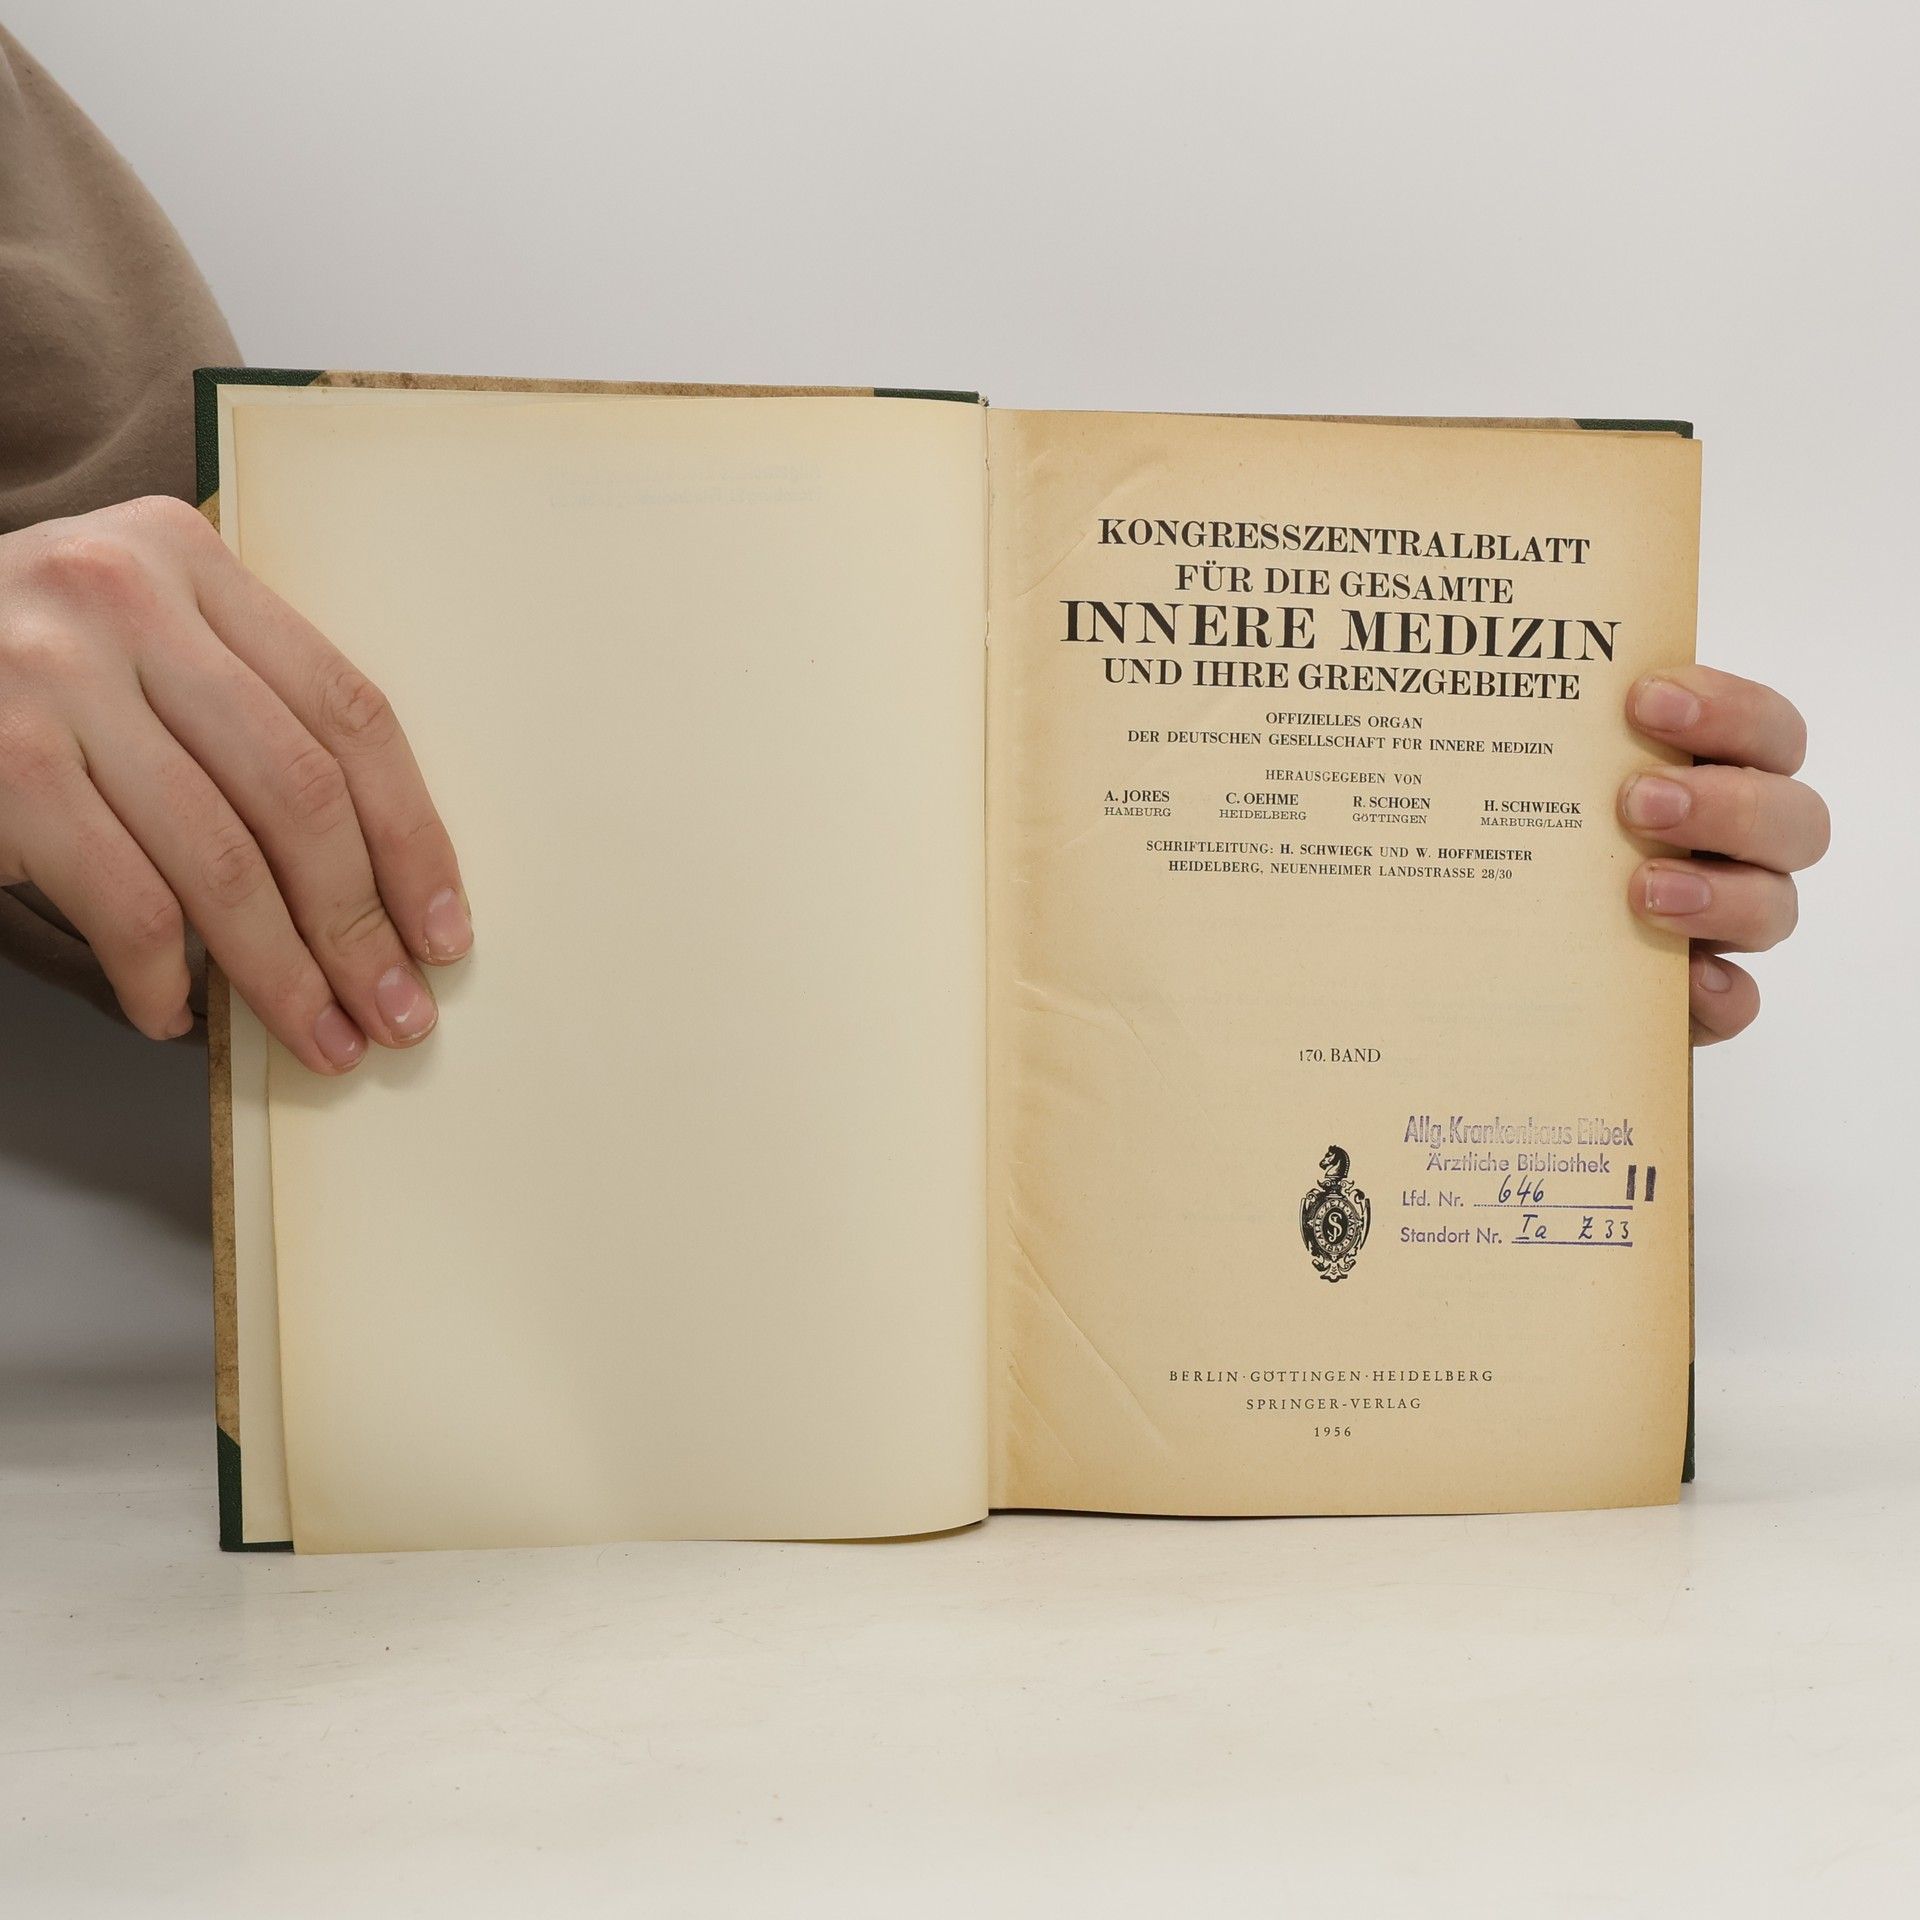 KONGRESSZENTRALBLATT
FÜR DIE GESAMTE
INNERE MEDIZIN
UND IHRE GRENZGEBIETE
OFFIZIELLES ORGAN
DER DEUTSCHEN GESELLSCHAFT FÜR INNERE MEDIZIN
HERAUSGEGEBEN VON
A. JORES C. OEHME R. SCHOEN H. SCHWIEGK
HAMBURG HEIDELBERG GÖTTINGEN MARBURG/LAHN
SCHRIFTLEITUNG: H. SCHWIEGK UND W. HOFFMEISTER
HEIDELBERG, NEUENHEIMER LANDSTRASSE 28/30
170. BAND
Allg. Krankenhaus Eilbek
Ärztliche Bibliothek II
Lfd. Nr. 646
Standort Nr. Ia Z 33
BERLIN · GÖTTINGEN · HEIDELBERG
SPRINGER-VERLAG
1956